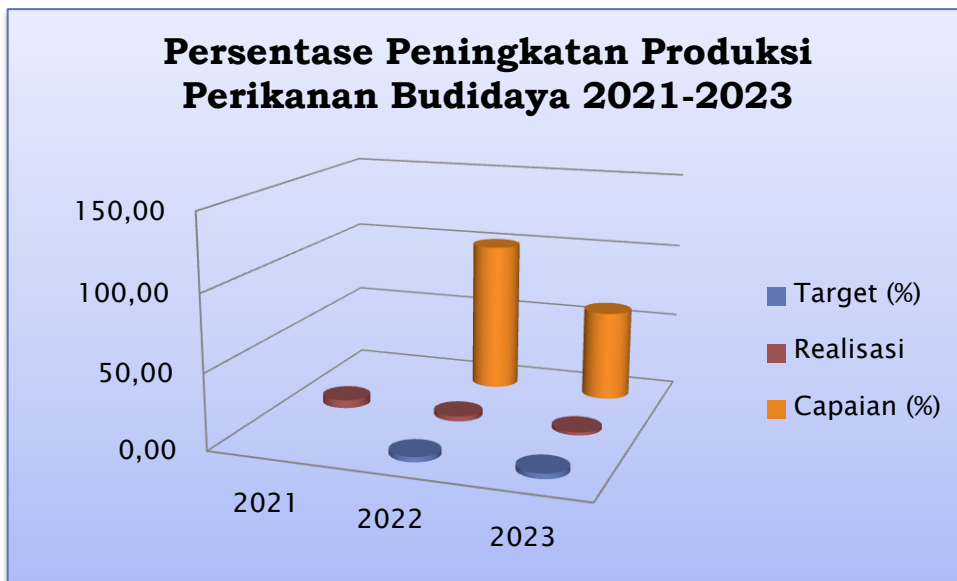 Persentase Peningkatan Produksi
Perikanan Budidaya 2021-2023
150,00
100,00
50,00
0,00
2021
2022
2023
Target (%)
Realisasi
Capaian (%)